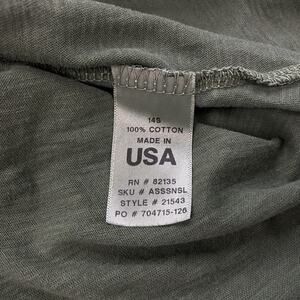 14S
100% COTTON
MADE IN
USA
RN # 82135
SKU # ASSSNSL
STYLE # 21543
PO # 704715-126